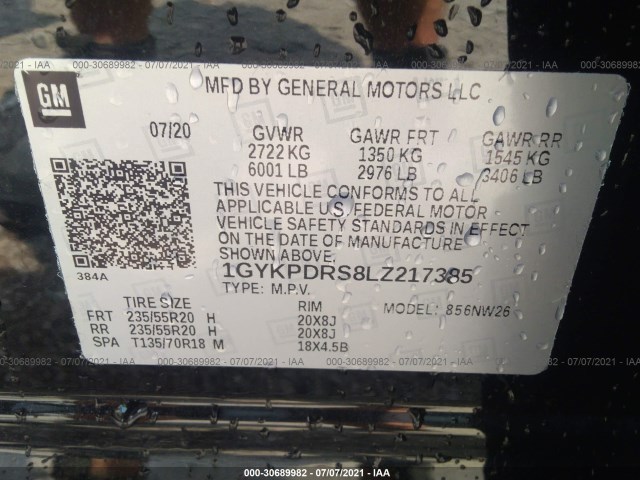 000-30689982 - 07/07/2021 - IAA
GM
MFD BY GENERAL MOTORS LLC
07/20 GVWR GAWR FRT GAWR RR
2722 KG 1350 KG 1545 KG
6001 LB 2976 LB 3406 LB
THIS VEHICLE CONFORMS TO ALL
APPLICABLE U.S. FEDERAL MOTOR
VEHICLE SAFETY STANDARDS IN EFFECT
ON THE DATE OF MANUFACTURE
SHOWN ABOVE.
384A
1GYKPDRS8LZ217385
TYPE: M.P.V.
TIRE SIZE RIM MODEL: 856NW26
FRT 235/55R20 H 20X8J
RR 235/55R20 H 20X8J
SPA T135/70R18 M 18X4.5B
000-30689982 - 07/07/2021 - IAA